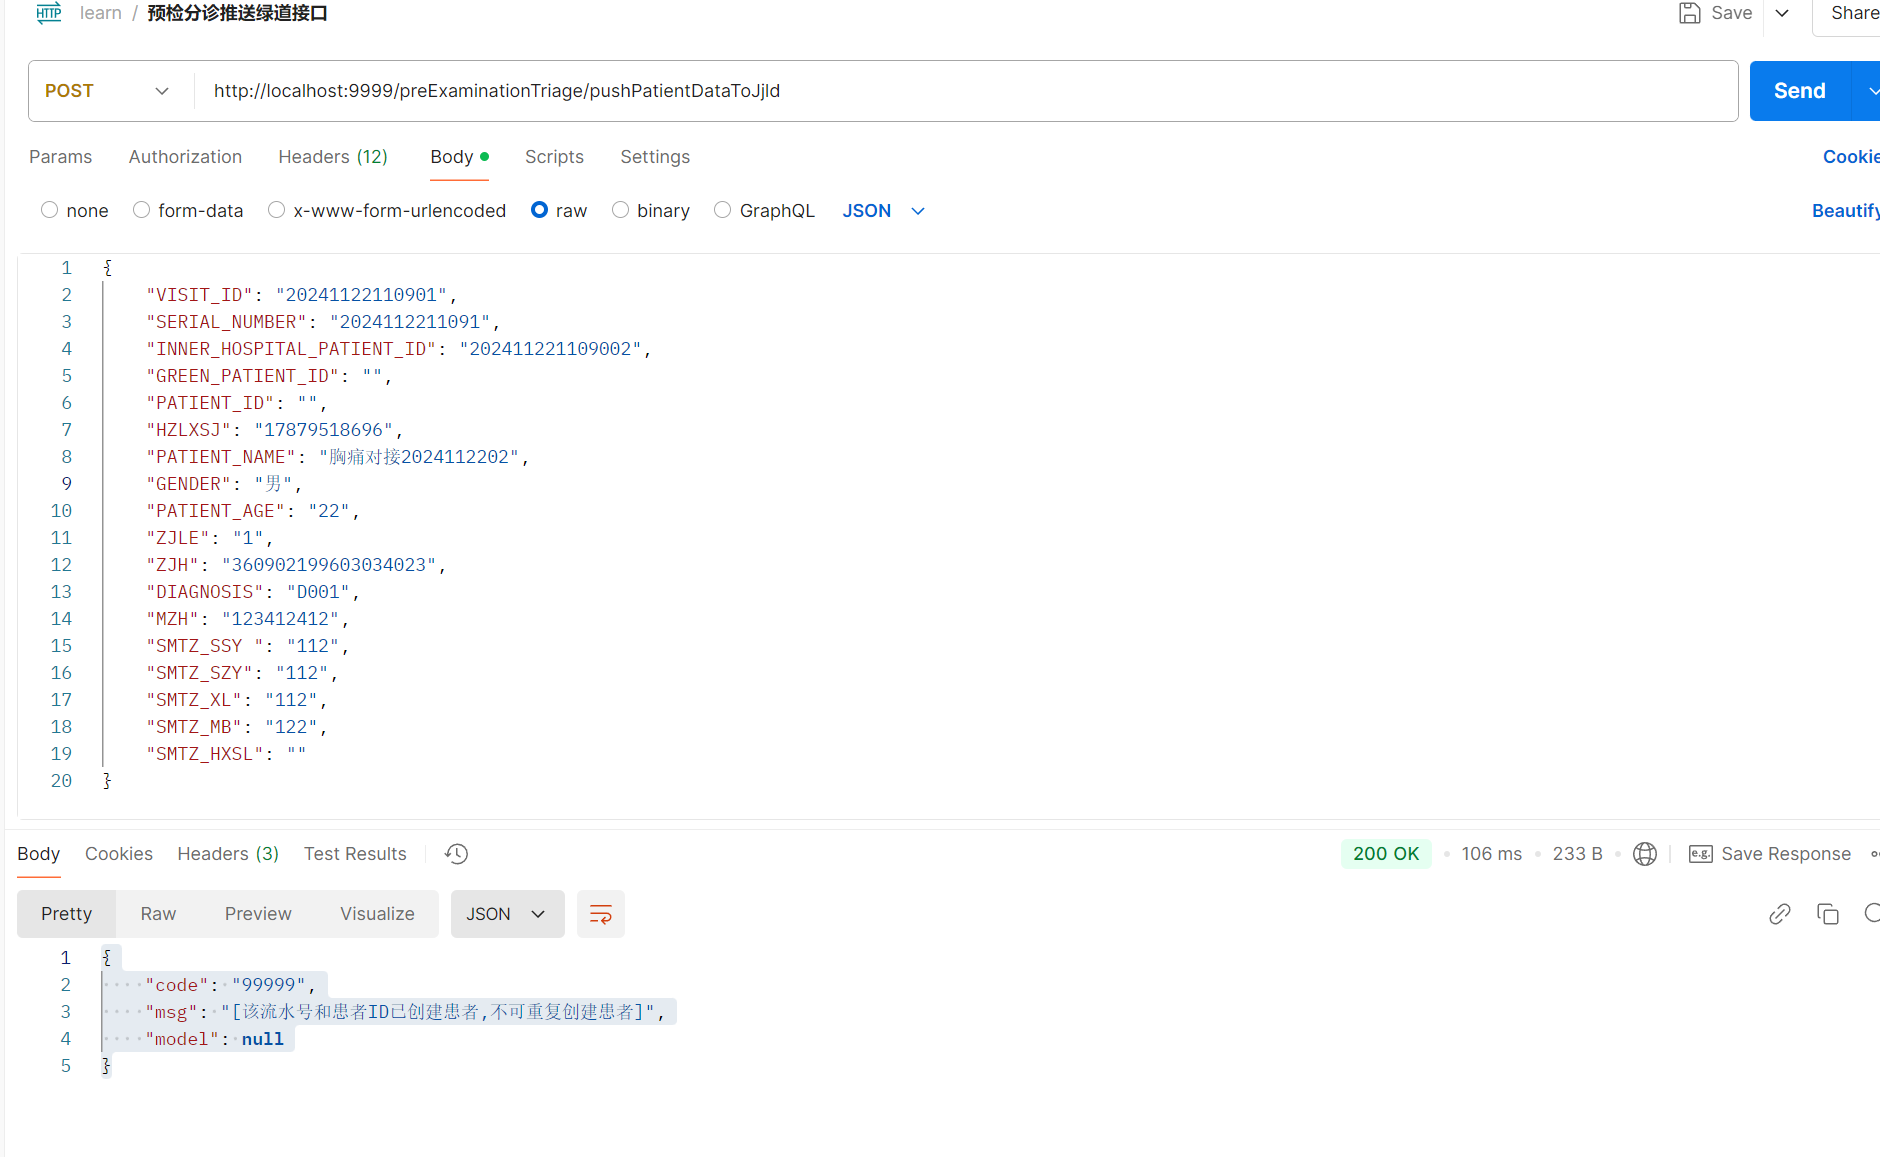 HTTP learn / 预检分诊推送绿道接口 Save Share
POST http://localhost:9999/preExaminationTriage/pushPatientDataToJjld Send
Params Authorization Headers (12) Body Scripts Settings Cookie
none form-data x-www-form-urlencoded raw binary GraphQL JSON Beautify
1 {
2 "VISIT_ID": "20241122110901",
3 "SERIAL_NUMBER": "2024112211091",
4 "INNER_HOSPITAL_PATIENT_ID": "202411221109002",
5 "GREEN_PATIENT_ID": "",
6 "PATIENT_ID": "",
7 "HZLXSJ": "17879518696",
8 "PATIENT_NAME": "胸痛对接2024112202",
9 "GENDER": "男",
10 "PATIENT_AGE": "22",
11 "ZJLE": "1",
12 "ZJH": "360902199603034023",
13 "DIAGNOSIS": "D001",
14 "MZH": "123412412",
15 "SMTZ_SSY ": "112",
16 "SMTZ_SZY": "112",
17 "SMTZ_XL": "112",
18 "SMTZ_MB": "122",
19 "SMTZ_HXSL": ""
20 }
Body Cookies Headers (3) Test Results 200 OK • 106 ms • 233 B • e.g. Save Response
Pretty Raw Preview Visualize JSON
1 {
2 "code": "99999",
3 "msg": "[该流水号和患者ID已创建患者,不可重复创建患者]",
4 "model": null
5 }